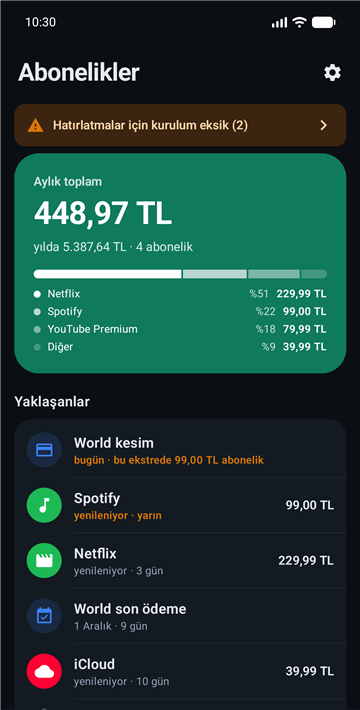 10:30
Abonelikler
Hatırlatmalar için kurulum eksik (2)
Aylık toplam
448,97 TL
yılda 5.387,64 TL · 4 abonelik
Netflix %51 229,99 TL
Spotify %22 99,00 TL
YouTube Premium %18 79,99 TL
Diğer %9 39,99 TL
Yaklaşanlar
World kesim
bugün · bu ekstrede 99,00 TL abonelik
Spotify 99,00 TL
yenileniyor · yarın
Netflix 229,99 TL
yenileniyor · 3 gün
World son ödeme
1 Aralık · 9 gün
iCloud 39,99 TL
yenileniyor · 10 gün